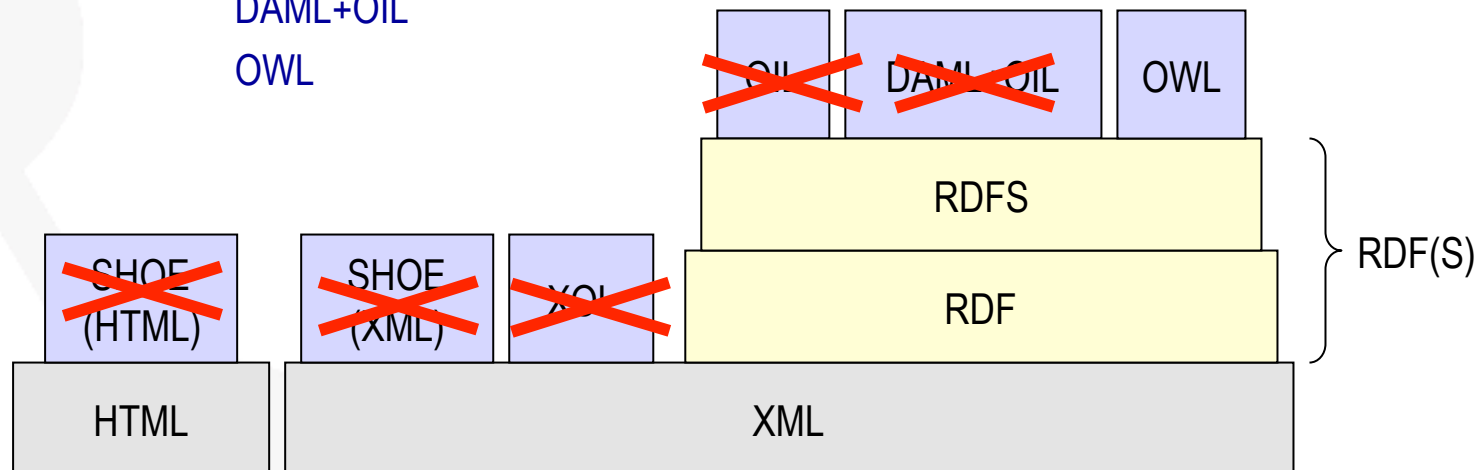 DAML+OIL
OWL
OIL
DAML+OIL
OWL
RDFS
RDF(S)
SHOE
(HTML)
SHOE
(XML)
XOL
RDF
HTML
XML